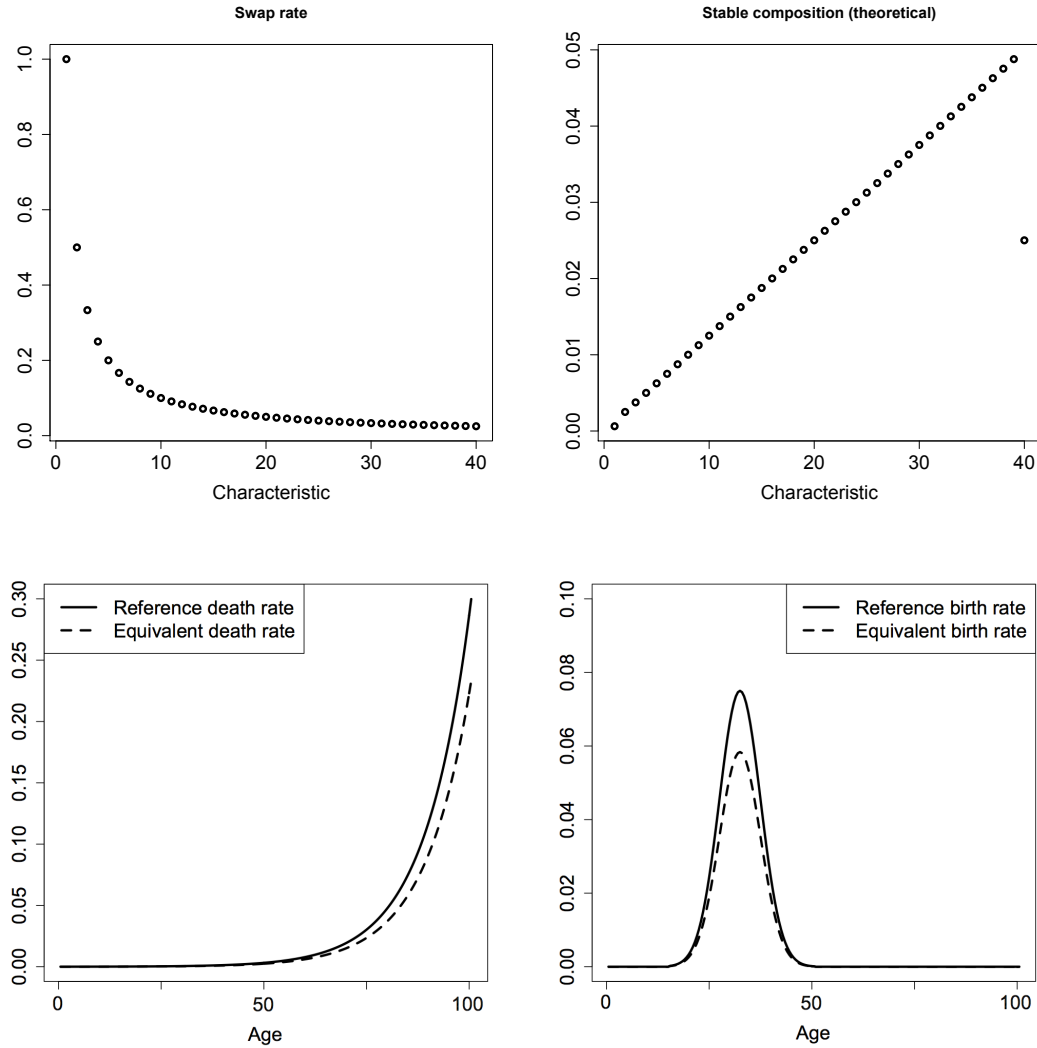 Swap rate
1.0
0.8
0.6
0.4
0.2
0.0
0 10 20 30 40
Characteristic
Stable composition (theoretical)
0.05
0.04
0.03
0.02
0.01
0.00
0 10 20 30 40
Characteristic
0.30
0.25
0.20
0.15
0.10
0.05
0.00
Reference death rate
Equivalent death rate
0 50 100
Age
0.10
0.08
0.06
0.04
0.02
0.00
Reference birth rate
Equivalent birth rate
0 50 100
Age